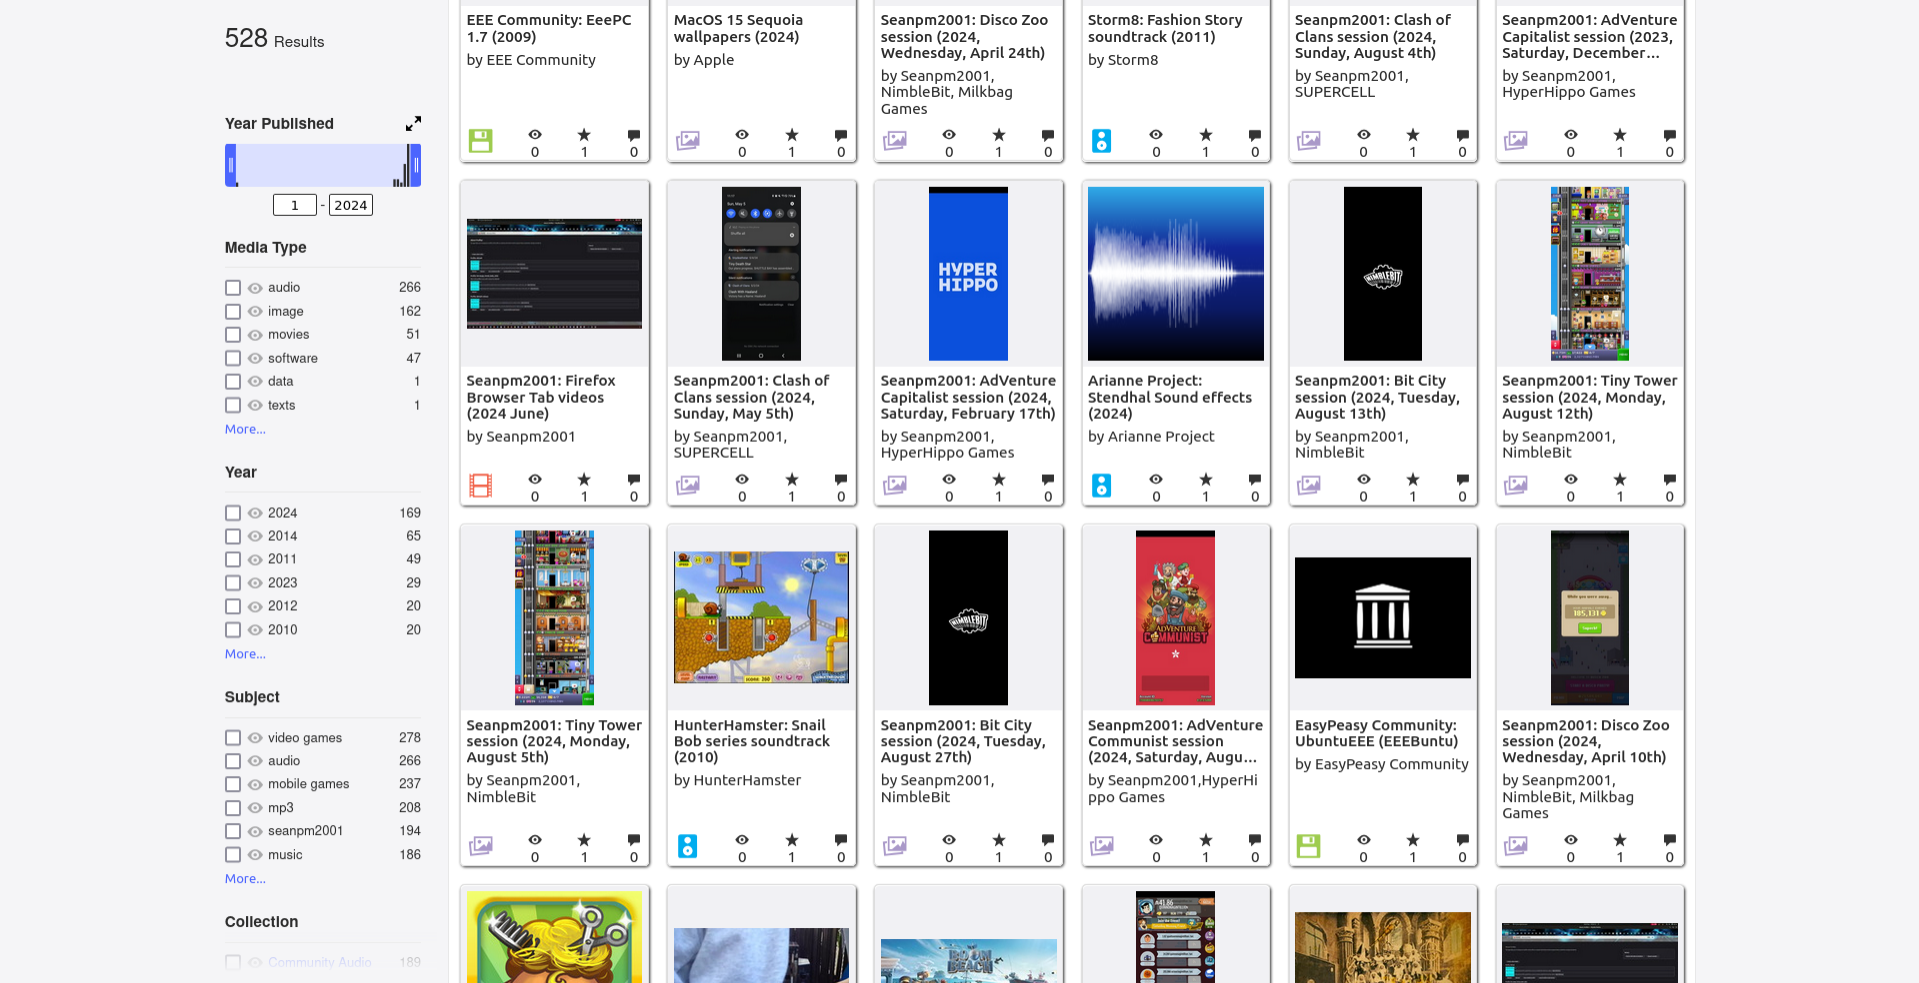 528 Results
Year Published
1 - 2024
Media Type
audio 266
image 162
movies 51
software 47
data 1
texts 1
More...
Year
2024 169
2014 65
2011 49
2023 29
2012 20
2010 20
More...
Subject
video games 278
audio 266
mobile games 237
mp3 208
seanpm2001 194
music 186
More...
Collection
Community Audio 189
EEE Community: EeePC
1.7 (2009)
by EEE Community
0 1 0
MacOS 15 Sequoia
wallpapers (2024)
by Apple
0 1 0
Seanpm2001: Disco Zoo
session (2024,
Wednesday, April 24th)
by Seanpm2001,
NimbleBit, Milkbag
Games
0 1 0
Storm8: Fashion Story
soundtrack (2011)
by Storm8
0 1 0
Seanpm2001: Clash of
Clans session (2024,
Sunday, August 4th)
by Seanpm2001,
SUPERCELL
0 1 0
Seanpm2001: AdVenture
Capitalist session (2023,
Saturday, December...
by Seanpm2001,
HyperHippo Games
0 1 0
Seanpm2001: Firefox
Browser Tab videos
(2024 June)
by Seanpm2001
0 1 0
Seanpm2001: Clash of
Clans session (2024,
Sunday, May 5th)
by Seanpm2001,
SUPERCELL
0 1 0
HYPER
HIPPO
Seanpm2001: AdVenture
Capitalist session (2024,
Saturday, February 17th)
by Seanpm2001,
HyperHippo Games
0 1 0
Arianne Project:
Stendhal Sound effects
(2024)
by Arianne Project
0 1 0
NIMBLEBIT
Seanpm2001: Bit City
session (2024, Tuesday,
August 13th)
by Seanpm2001,
NimbleBit
0 1 0
Seanpm2001: Tiny Tower
session (2024, Monday,
August 12th)
by Seanpm2001,
NimbleBit
0 1 0
Seanpm2001: Tiny Tower
session (2024, Monday,
August 5th)
by Seanpm2001,
NimbleBit
0 1 0
HunterHamster: Snail
Bob series soundtrack
(2010)
by HunterHamster
0 1 0
NIMBLEBIT
Seanpm2001: Bit City
session (2024, Tuesday,
August 27th)
by Seanpm2001,
NimbleBit
0 1 0
ADVENTURE
COMMUNIST
Seanpm2001: AdVenture
Communist session
(2024, Saturday, Augu...
by Seanpm2001,HyperHi
ppo Games
0 1 0
EasyPeasy Community:
UbuntuEEE (EEEBuntu)
by EasyPeasy Community
0 1 0
While you were away...
185,131
Seanpm2001: Disco Zoo
session (2024,
Wednesday, April 10th)
by Seanpm2001,
NimbleBit, Milkbag
Games
0 1 0
BOOM
BEACH